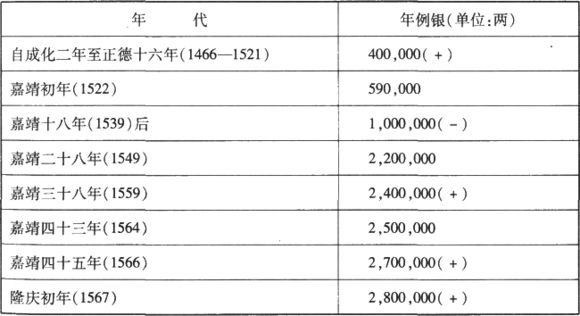 年 代 年例银(单位:两)
自成化二年至正德十六年(1466—1521) 400,000(+)
嘉靖初年(1522) 590,000
嘉靖十八年(1539)后 1,000,000(-)
嘉靖二十八年(1549) 2,200,000
嘉靖三十八年(1559) 2,400,000(+)
嘉靖四十三年(1564) 2,500,000
嘉靖四十五年(1566) 2,700,000(+)
隆庆初年(1567) 2,800,000(+)